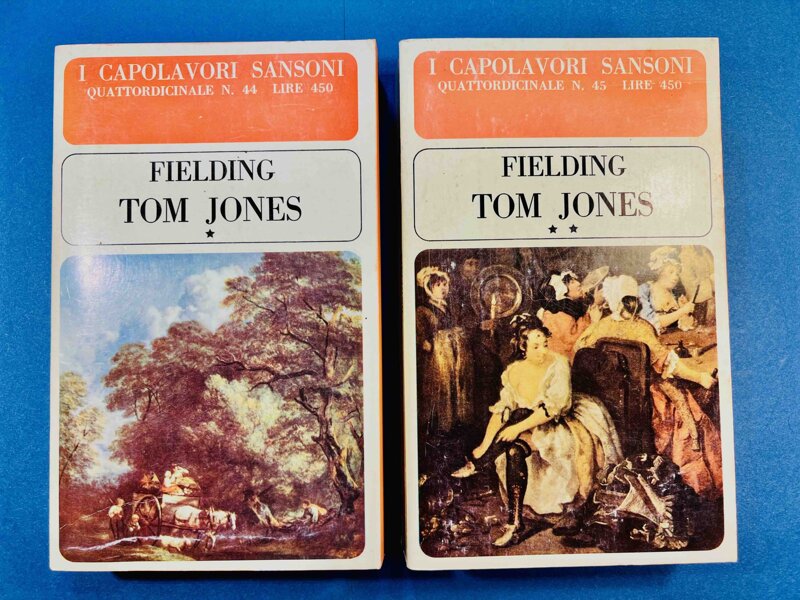 I CAPOLAVORI SANSONI
QUATTORDICINALE N. 44 LIRE 450
FIELDING
TOM JONES
★
I CAPOLAVORI SANSONI
QUATTORDICINALE N. 45 LIRE 450
FIELDING
TOM JONES
★ ★